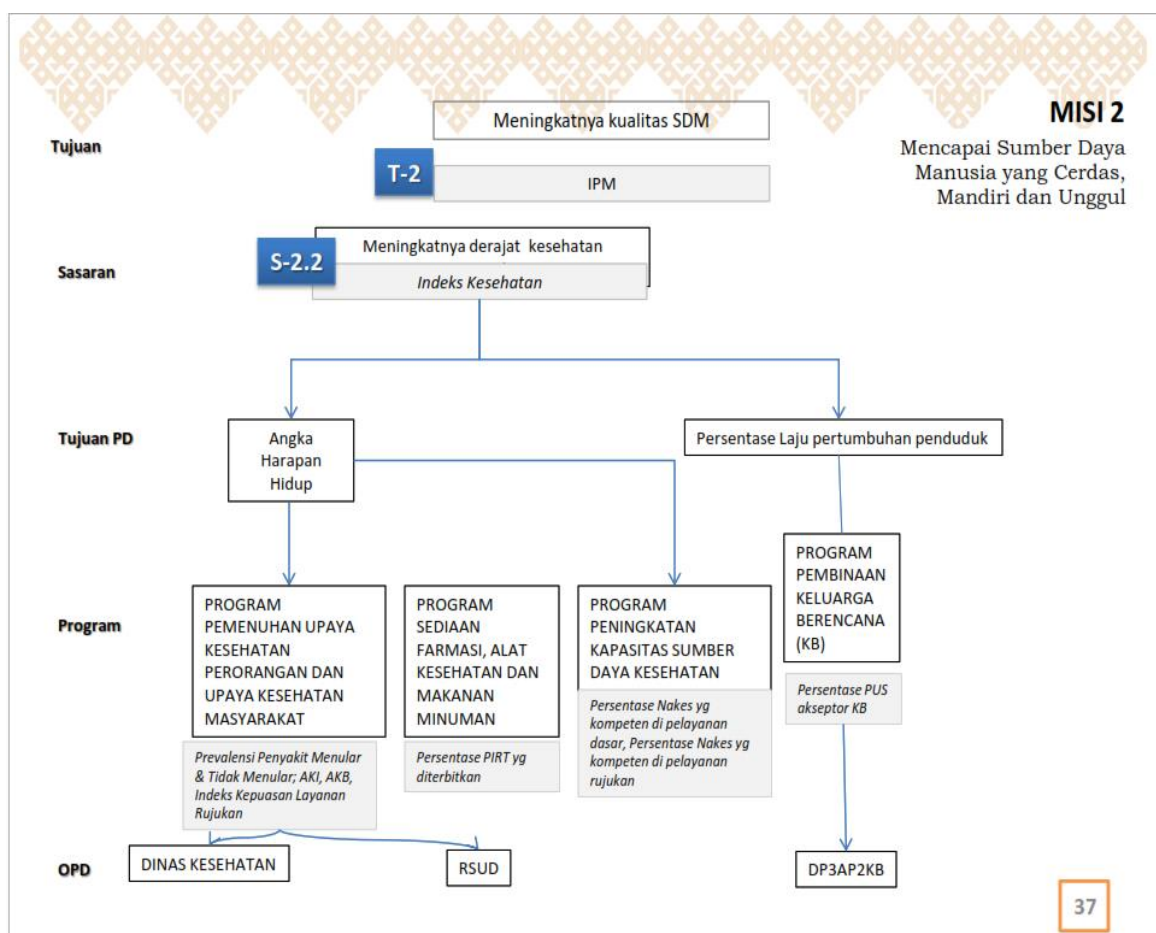 MISI 2
Mencapai Sumber Daya
Manusia yang Cerdas,
Mandiri dan Unggul
Tujuan
Meningkatnya kualitas SDM
T-2
IPM
Sasaran
S-2.2
Meningkatnya derajat kesehatan
Indeks Kesehatan
Tujuan PD
Angka
Harapan
Hidup
Persentase Laju pertumbuhan penduduk
Program
PROGRAM
PEMENUHAN UPAYA
KESEHATAN
PERORANGAN DAN
UPAYA KESEHATAN
MASYARAKAT
Prevalensi Penyakit Menular
& Tidak Menular; AKI, AKB,
Indeks Kepuasan Layanan
Rujukan
PROGRAM
SEDIAAN
FARMASI, ALAT
KESEHATAN DAN
MAKANAN
MINUMAN
Persentase PIRT yg
diterbitkan
PROGRAM
PENINGKATAN
KAPASITAS SUMBER
DAYA KESEHATAN
Persentase Nakes yg
kompeten di pelayanan
dasar, Persentase Nakes yg
kompeten di pelayanan
rujukan
PROGRAM
PEMBINAAN
KELUARGA
BERENCANA
(KB)
Persentase PUS
akseptor KB
OPD
DINAS KESEHATAN
RSUD
DP3AP2KB
37